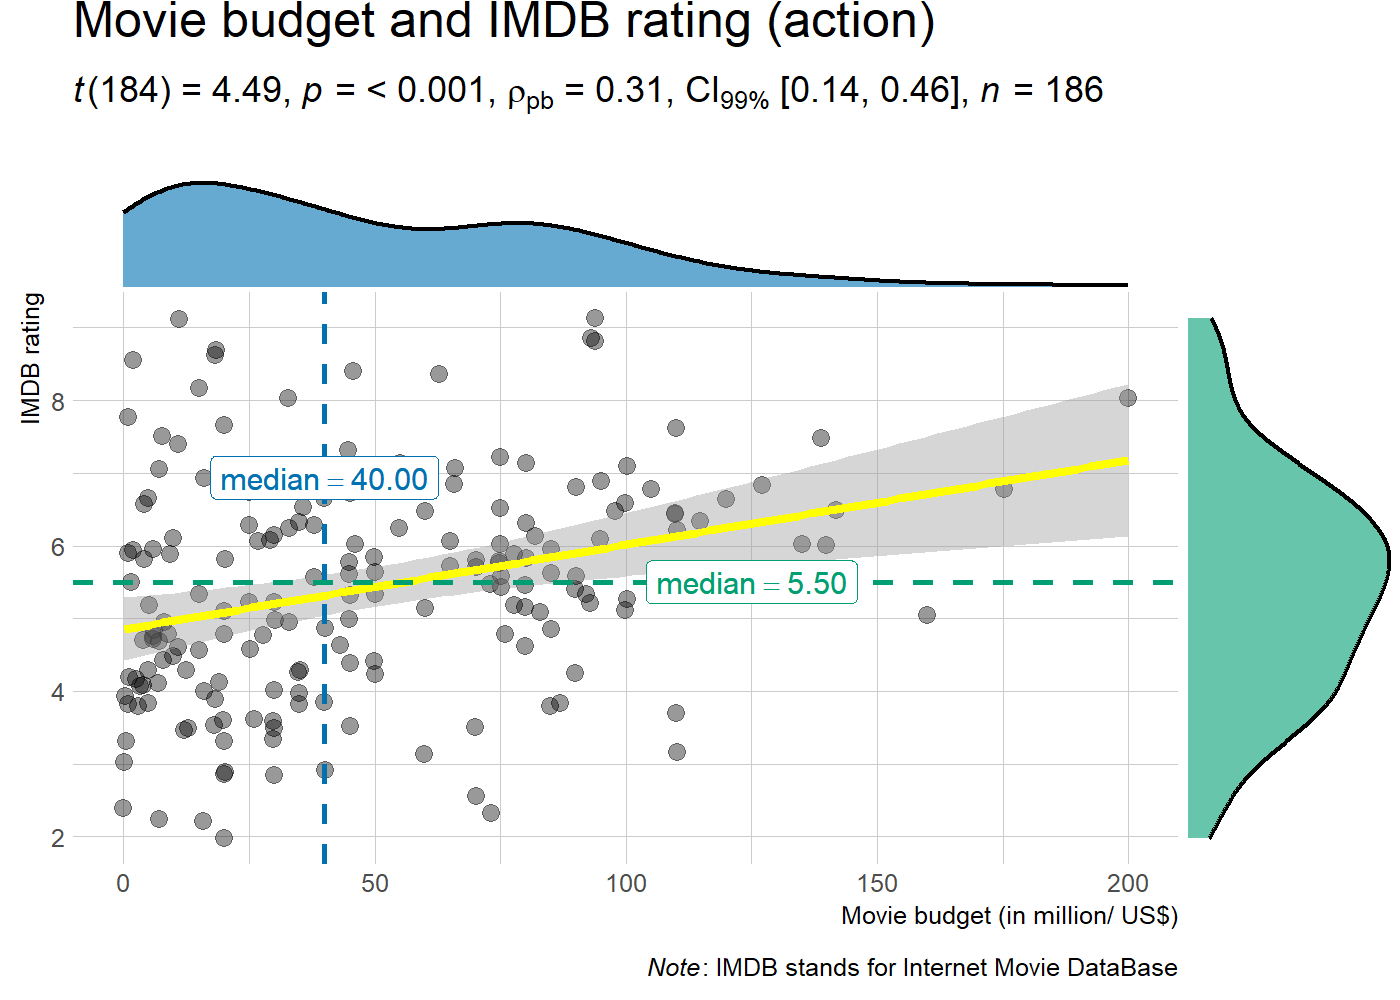 Movie budget and IMDB rating (action)
t(184) = 4.49, p = < 0.001, ρpb = 0.31, CI99% [0.14, 0.46], n = 186
IMDB rating
8
6
4
2
median = 40.00
median = 5.50
0 50 100 150 200
Movie budget (in million/ US$)
Note: IMDB stands for Internet Movie DataBase